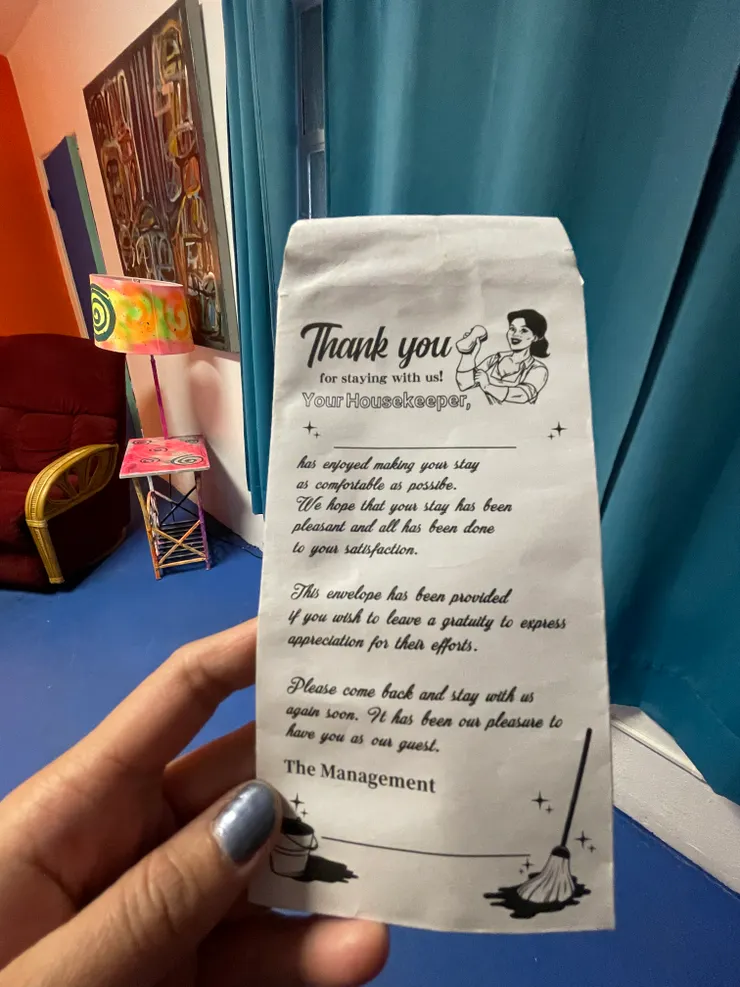 Thank you
for staying with us!
Your Housekeeper,
has enjoyed making your stay
as comfortable as possibe.
We hope that your stay has been
pleasant and all has been done
to your satisfaction.
This envelope has been provided
if you wish to leave a gratuity to express
appreciation for their efforts.
Please come back and stay with us
again soon. It has been our pleasure to
have you as our guest.
The Management